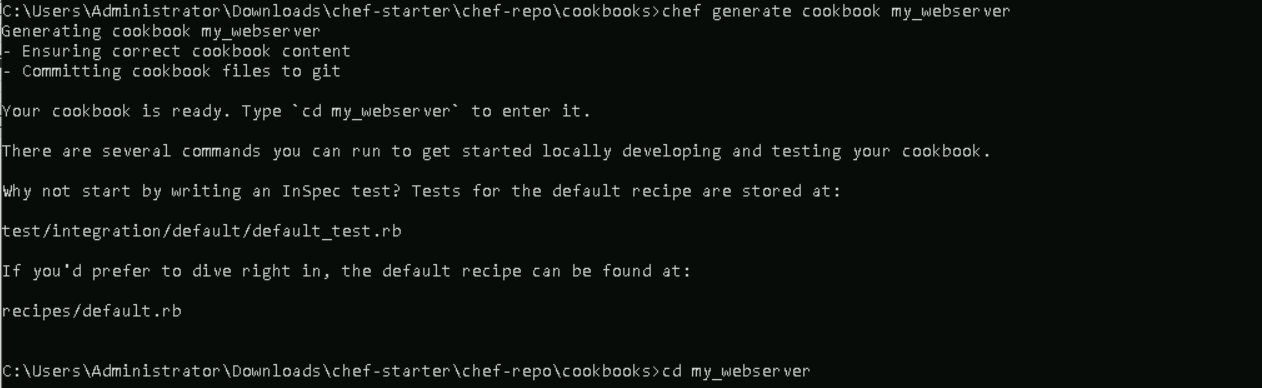 C:\Users\Administrator\Downloads\chef-starter\chef-repo\cookbooks>chef generate cookbook my_webserver
Generating cookbook my_webserver
- Ensuring correct cookbook content
- Committing cookbook files to git
Your cookbook is ready. Type `cd my_webserver` to enter it.
There are several commands you can run to get started locally developing and testing your cookbook.
Why not start by writing an InSpec test? Tests for the default recipe are stored at:
test/integration/default/default_test.rb
If you'd prefer to dive right in, the default recipe can be found at:
recipes/default.rb
C:\Users\Administrator\Downloads\chef-starter\chef-repo\cookbooks>cd my_webserver